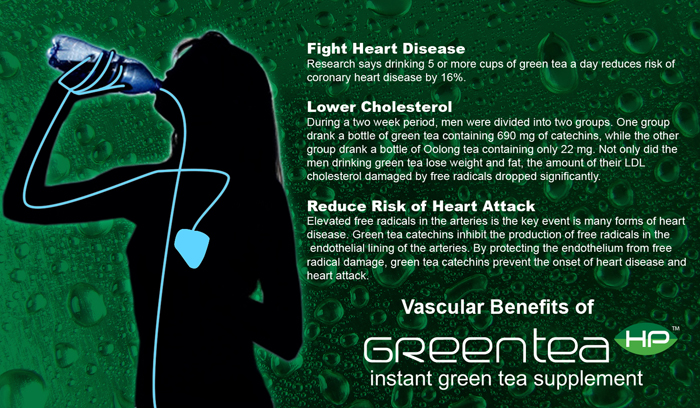 Fight Heart Disease
Research says drinking 5 or more cups of green tea a day reduces risk of
coronary heart disease by 16%.
Lower Cholesterol
During a two week period, men were divided into two groups. One group
drank a bottle of green tea containing 690 mg of catechins, while the other
group drank a bottle of Oolong tea containing only 22 mg. Not only did the
men drinking green tea lose weight and fat, the amount of their LDL
cholesterol damaged by free radicals dropped significantly.
Reduce Risk of Heart Attack
Elevated free radicals in the arteries is the key event is many forms of heart
disease. Green tea catechins inhibit the production of free radicals in the
endothelial lining of the arteries. By protecting the endothelium from free
radical damage, green tea catechins prevent the onset of heart disease and
heart attack.
Vascular Benefits of
GReentea HP™
instant green tea supplement